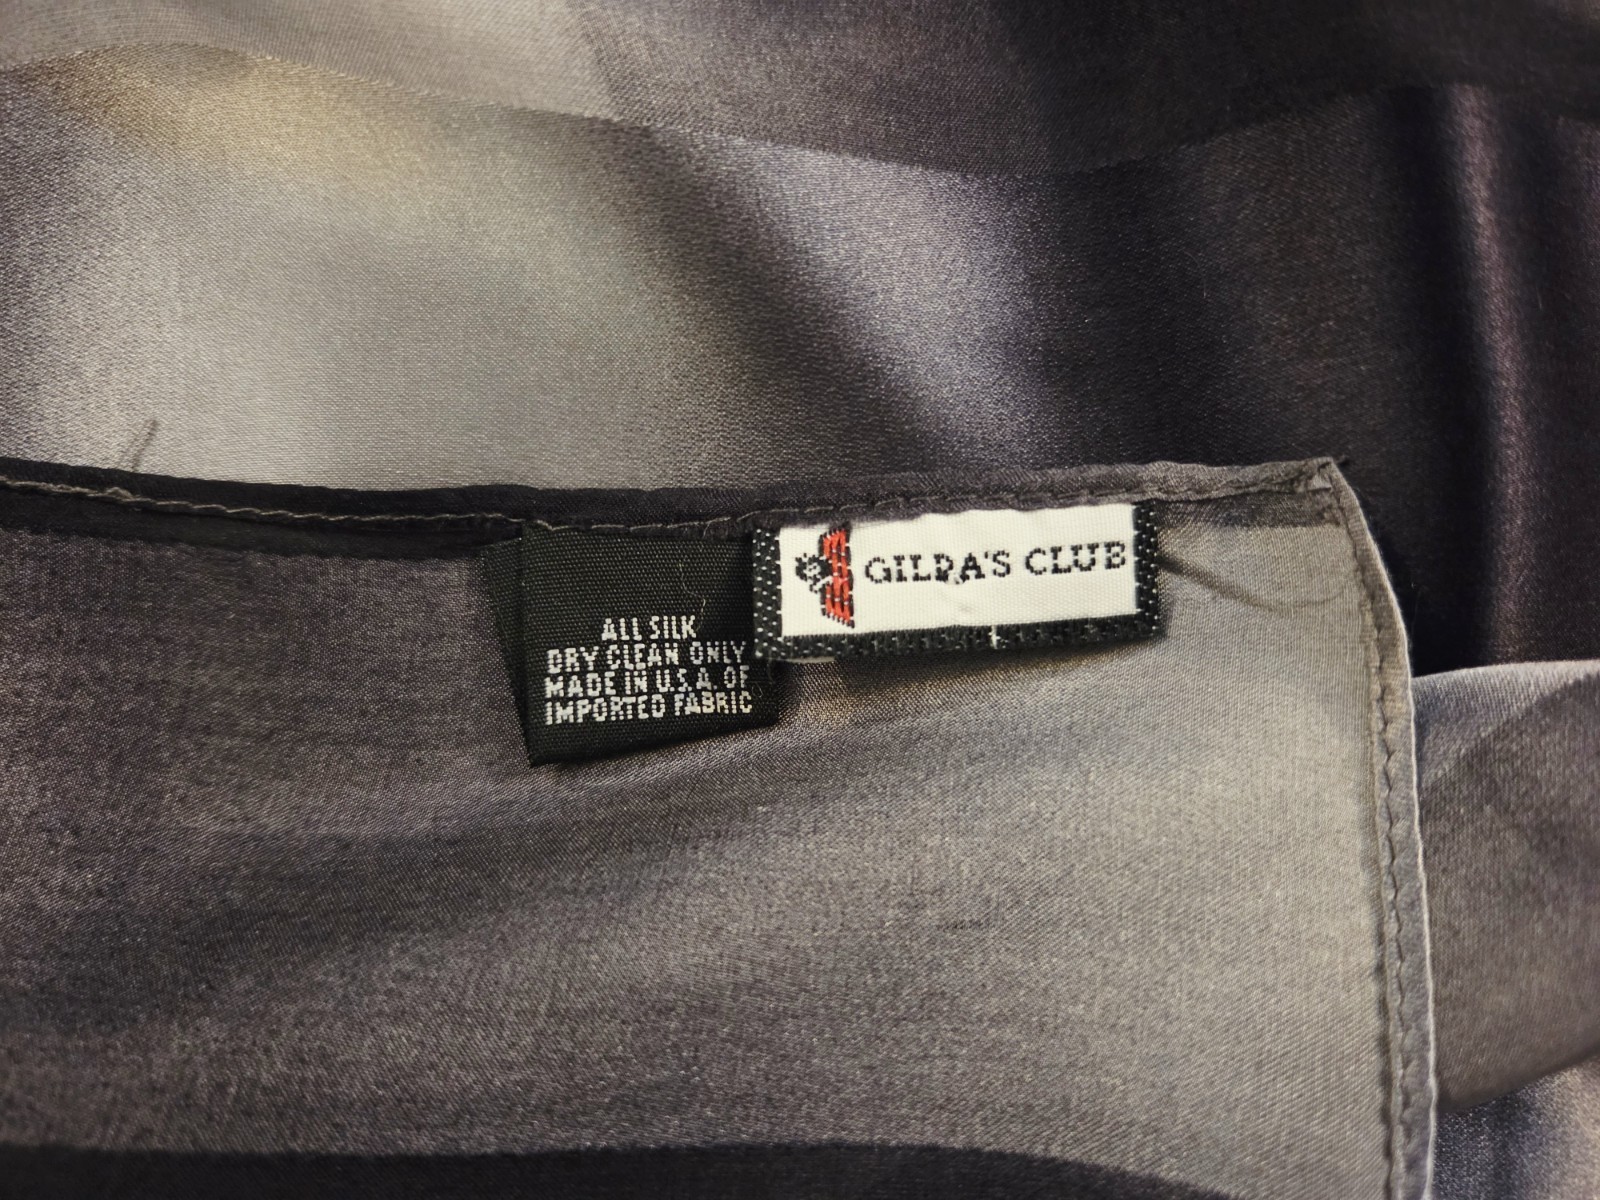 GILDA'S CLUB
ALL SILK
DRY CLEAN ONLY
MADE IN U.S.A. OF
IMPORTED FABRIC